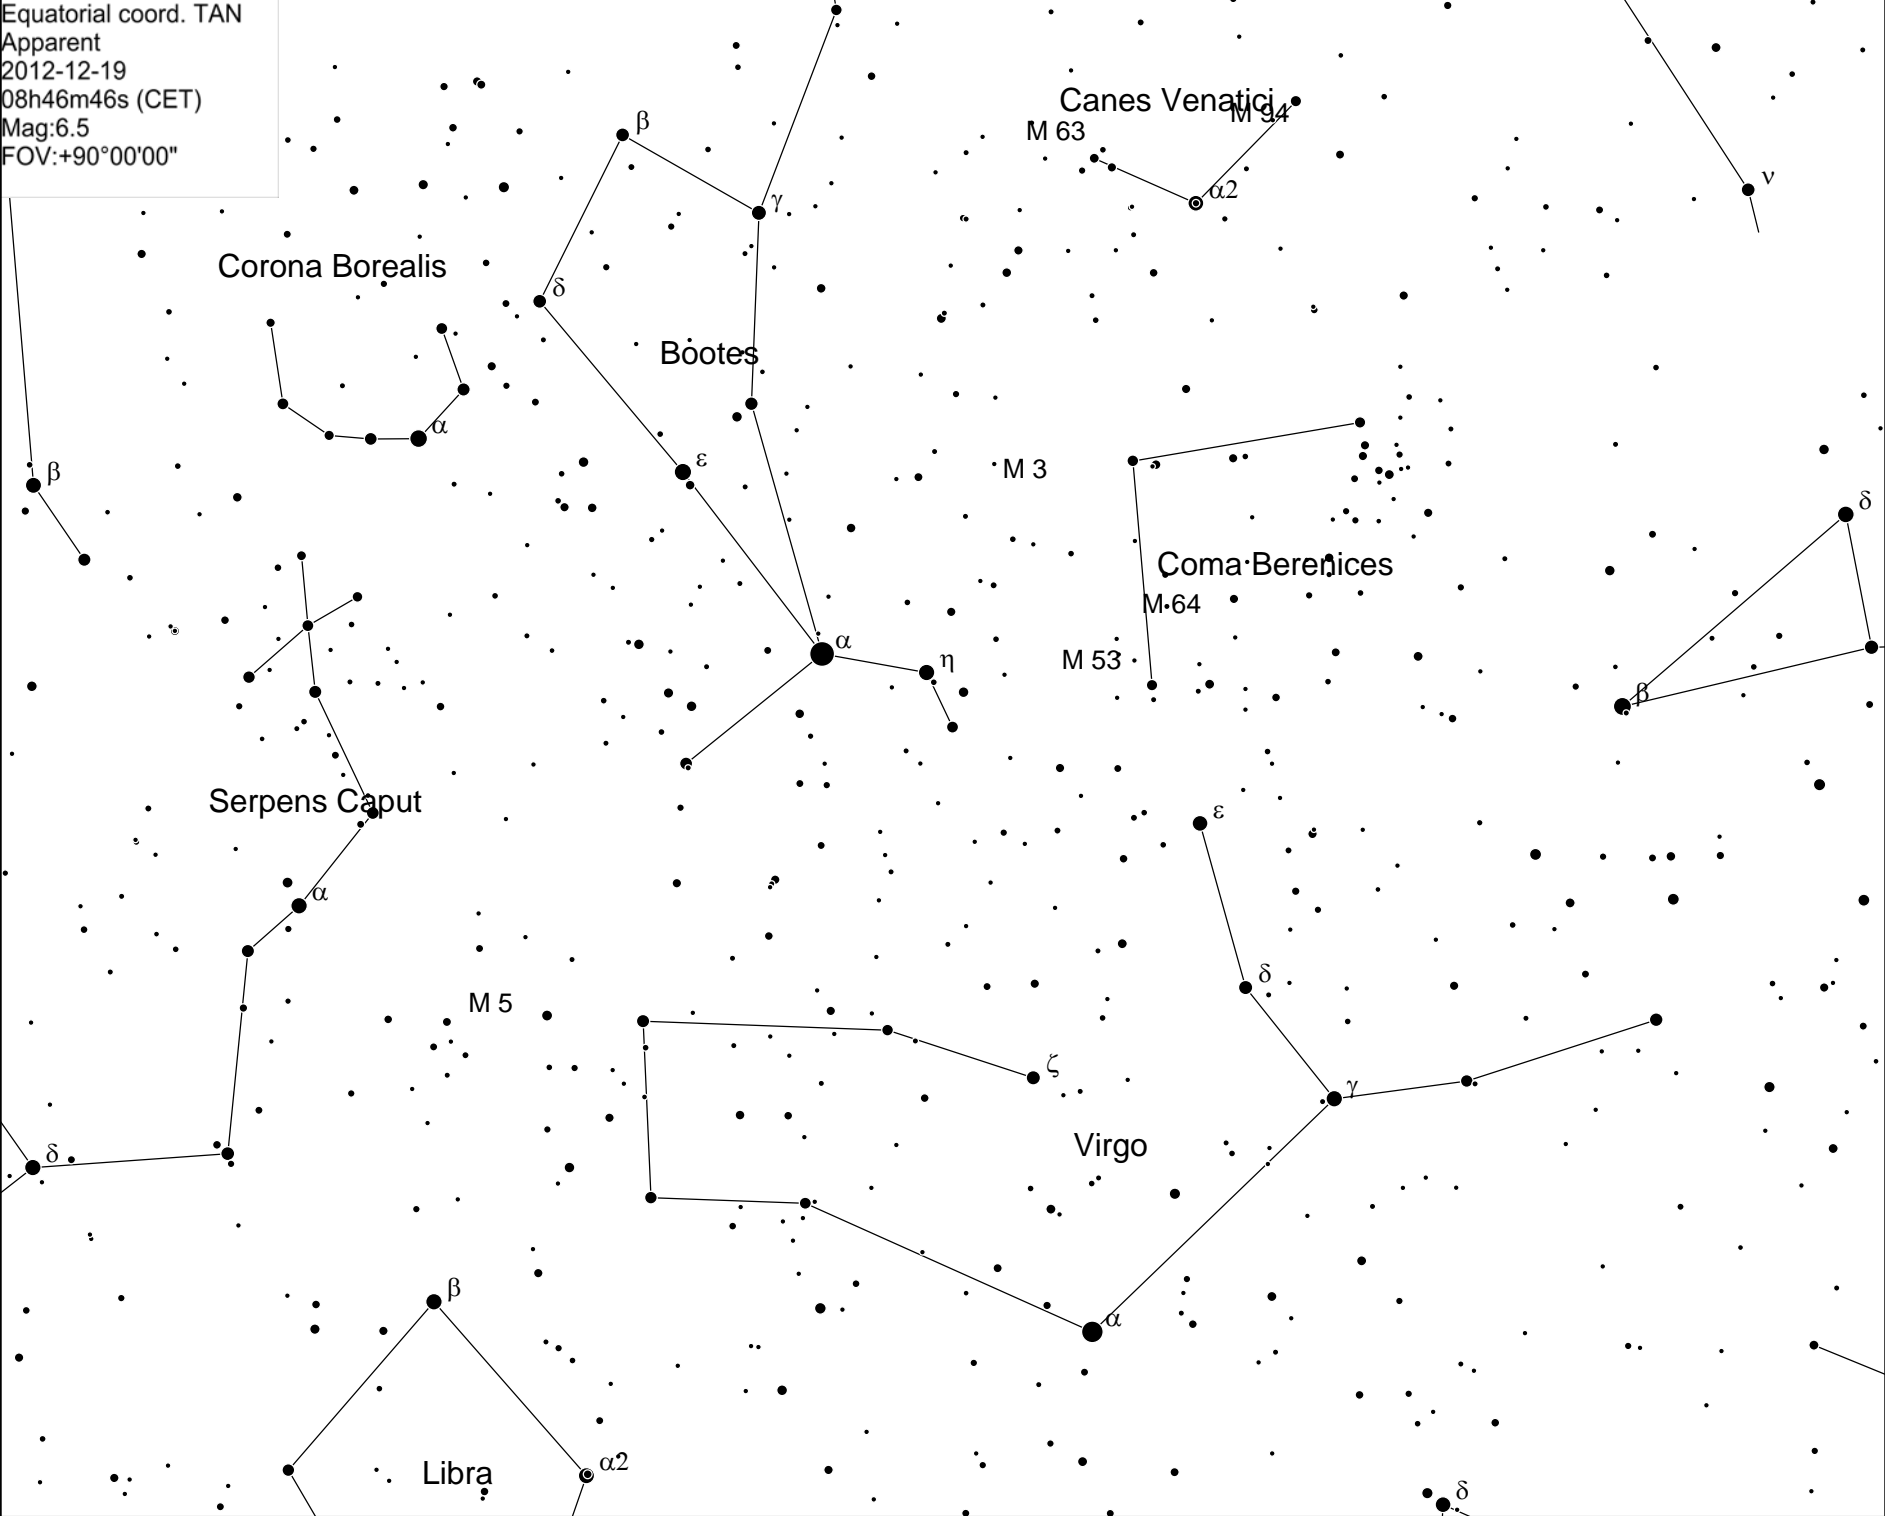 Equatorial coord. TAN
Apparent
2012-12-19
08h46m46s (CET)
Mag:6.5
FOV:+90°00'00"
Canes Venatici
M 94
M 63
β
ν
α2
γ
Corona Borealis
δ
Bootes
α
ε
M 3
β
δ
Coma Berenices
M 64
α
η
M 53
β
Serpens Caput
ε
α
δ
M 5
ζ
γ
Virgo
δ
β
α
α2
Libra
δ